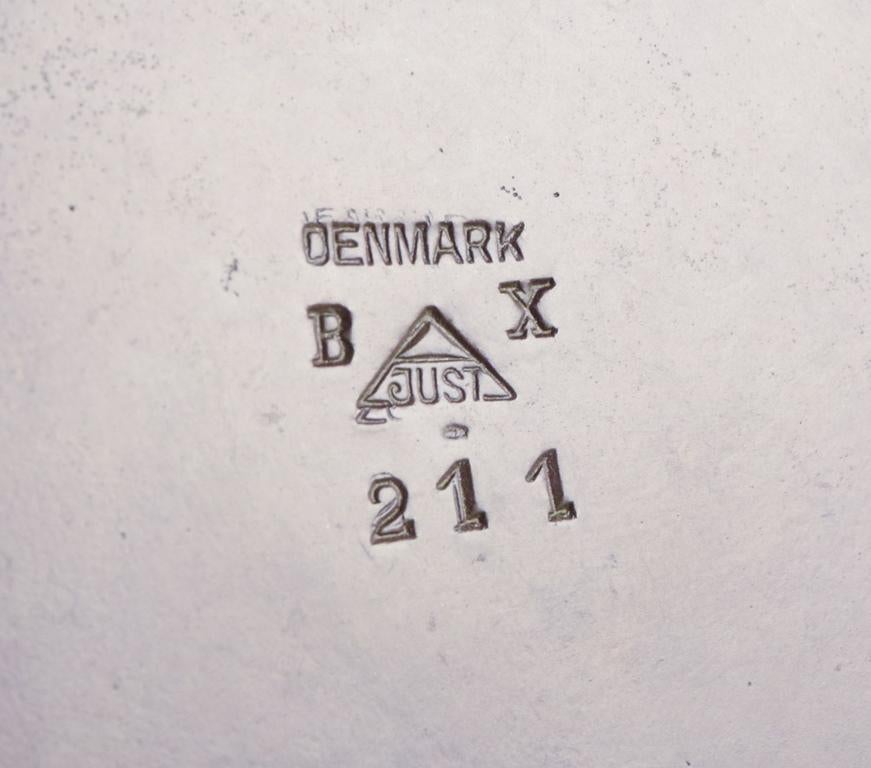 DENMARK
B X
JUST
211